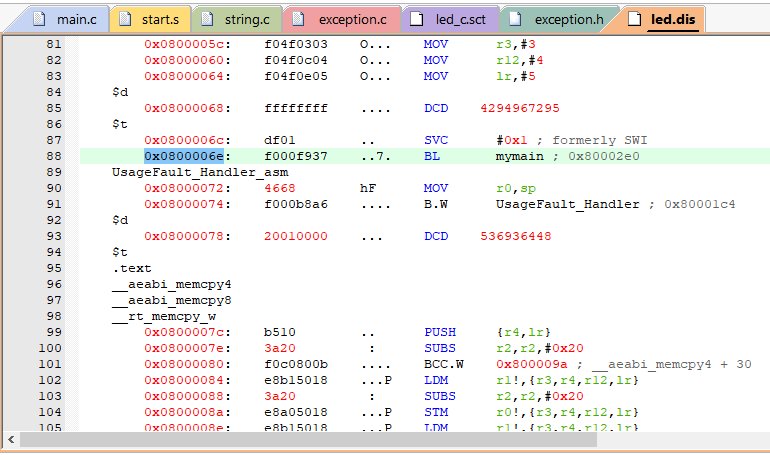 main.c start.s string.c exception.c led_c.sct exception.h led.dis
81 0x0800005c: f04f0303 O... MOV r3,#3
82 0x08000060: f04f0c04 O... MOV r12,#4
83 0x08000064: f04f0e05 O... MOV lr,#5
84 $d
85 0x08000068: ffffffff .... DCD 4294967295
86 $t
87 0x0800006c: df01 .. SVC #0x1 ; formerly SWI
88 0x0800006e: f000f937 ..7. BL mymain ; 0x80002e0
89 UsageFault_Handler_asm
90 0x08000072: 4668 hF MOV r0,sp
91 0x08000074: f000b8a6 .... B.W UsageFault_Handler ; 0x80001c4
92 $d
93 0x08000078: 20010000 ... DCD 536936448
94 $t
95 .text
96 __aeabi_memcpy4
97 __aeabi_memcpy8
98 __rt_memcpy_w
99 0x0800007c: b510 .. PUSH {r4,lr}
100 0x0800007e: 3a20 : SUBS r2,r2,#0x20
101 0x08000080: f0c0800b .... BCC.W 0x800009a ; __aeabi_memcpy4 + 30
102 0x08000084: e8b15018 ...P LDM r1!,{r3,r4,r12,lr}
103 0x08000088: 3a20 : SUBS r2,r2,#0x20
104 0x0800008a: e8a05018 ...P STM r0!,{r3,r4,r12,lr}
105 0x0800008e: e8b15018 ...P LDM r1!,{r3,r4,r12,lr}